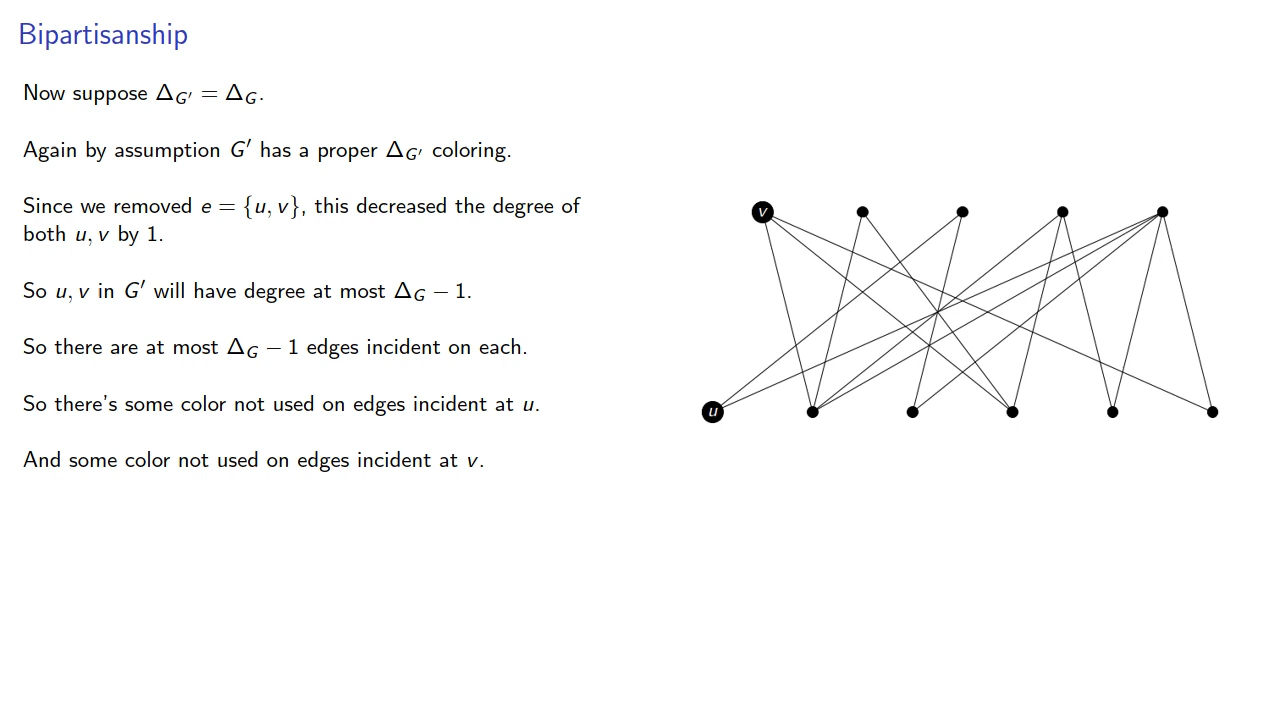 Bipartisanship
Now suppose Δ_{G′} = Δ_G.
Again by assumption G′ has a proper Δ_{G′} coloring.
Since we removed e = {u, v}, this decreased the degree of
both u, v by 1.
So u, v in G′ will have degree at most Δ_G − 1.
So there are at most Δ_G − 1 edges incident on each.
So there's some color not used on edges incident at u.
And some color not used on edges incident at v.
v
u